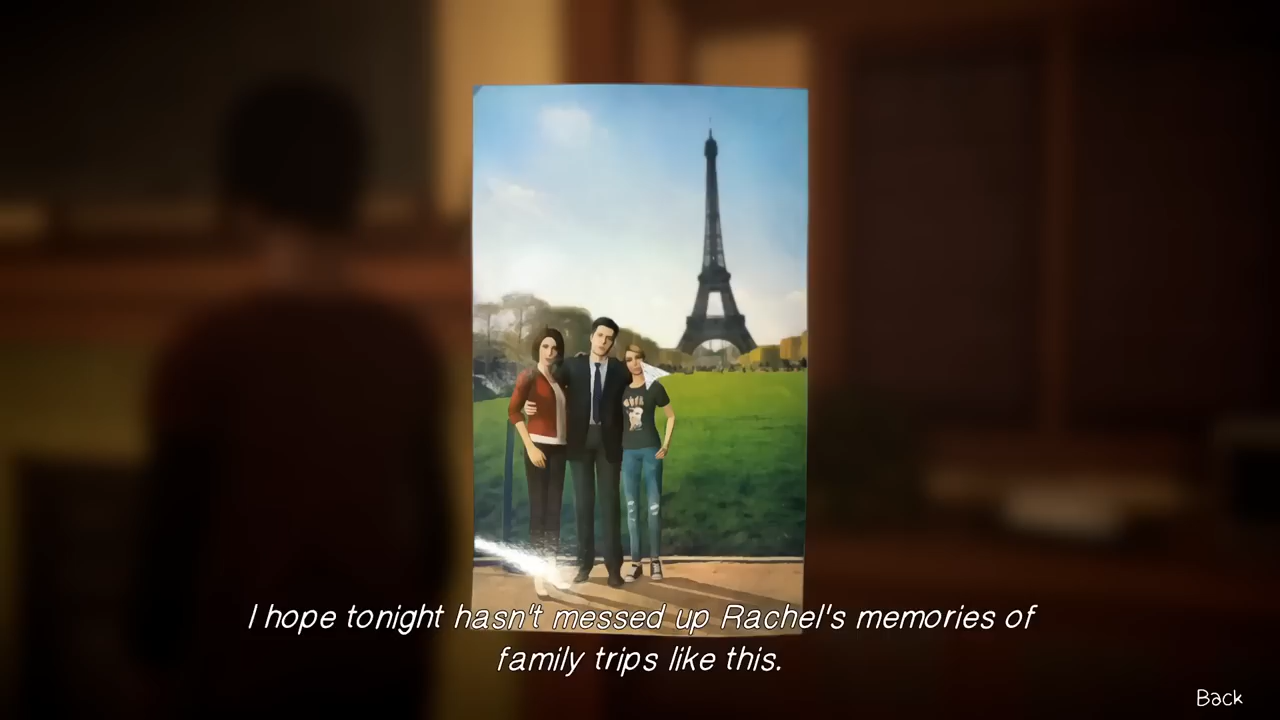 I hope tonight hasn't messed up Rachel's memories of
family trips like this.
Back